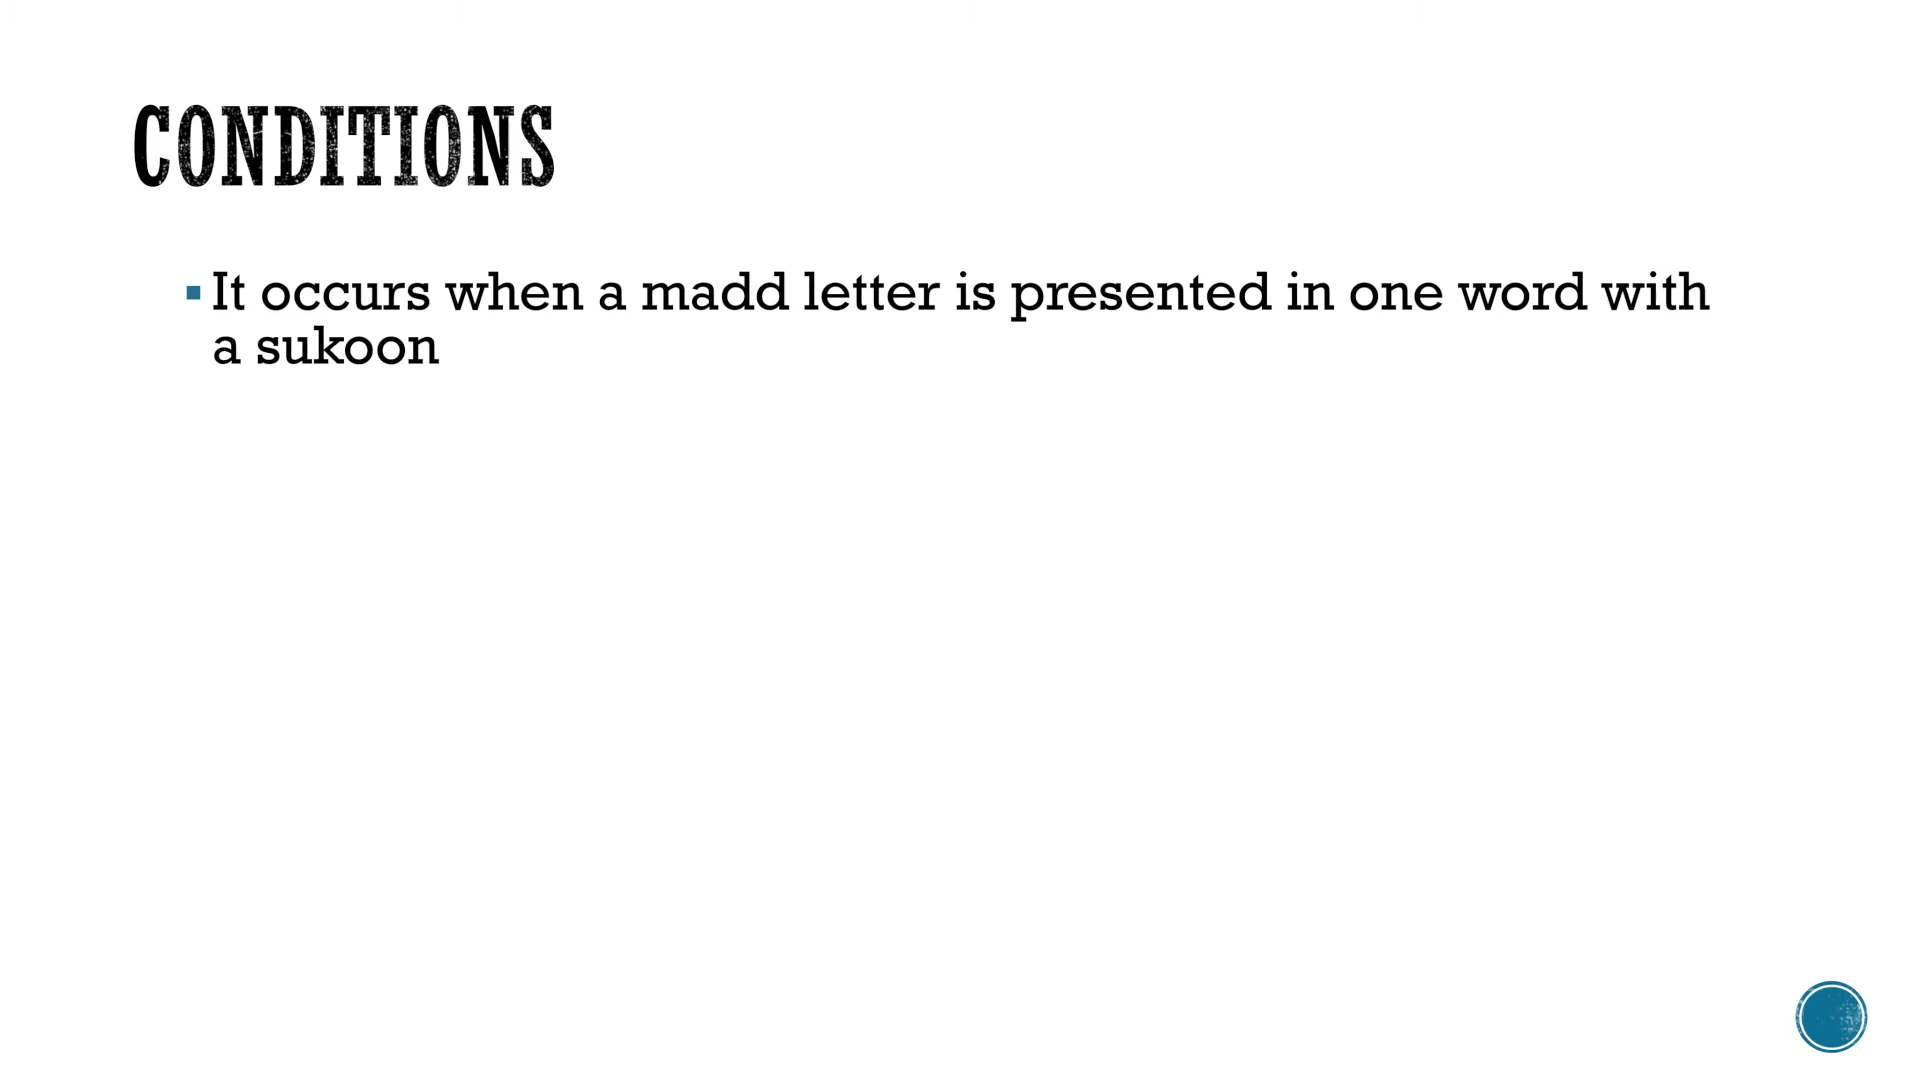 CONDITIONS
▪ It occurs when a madd letter is presented in one word with
a sukoon